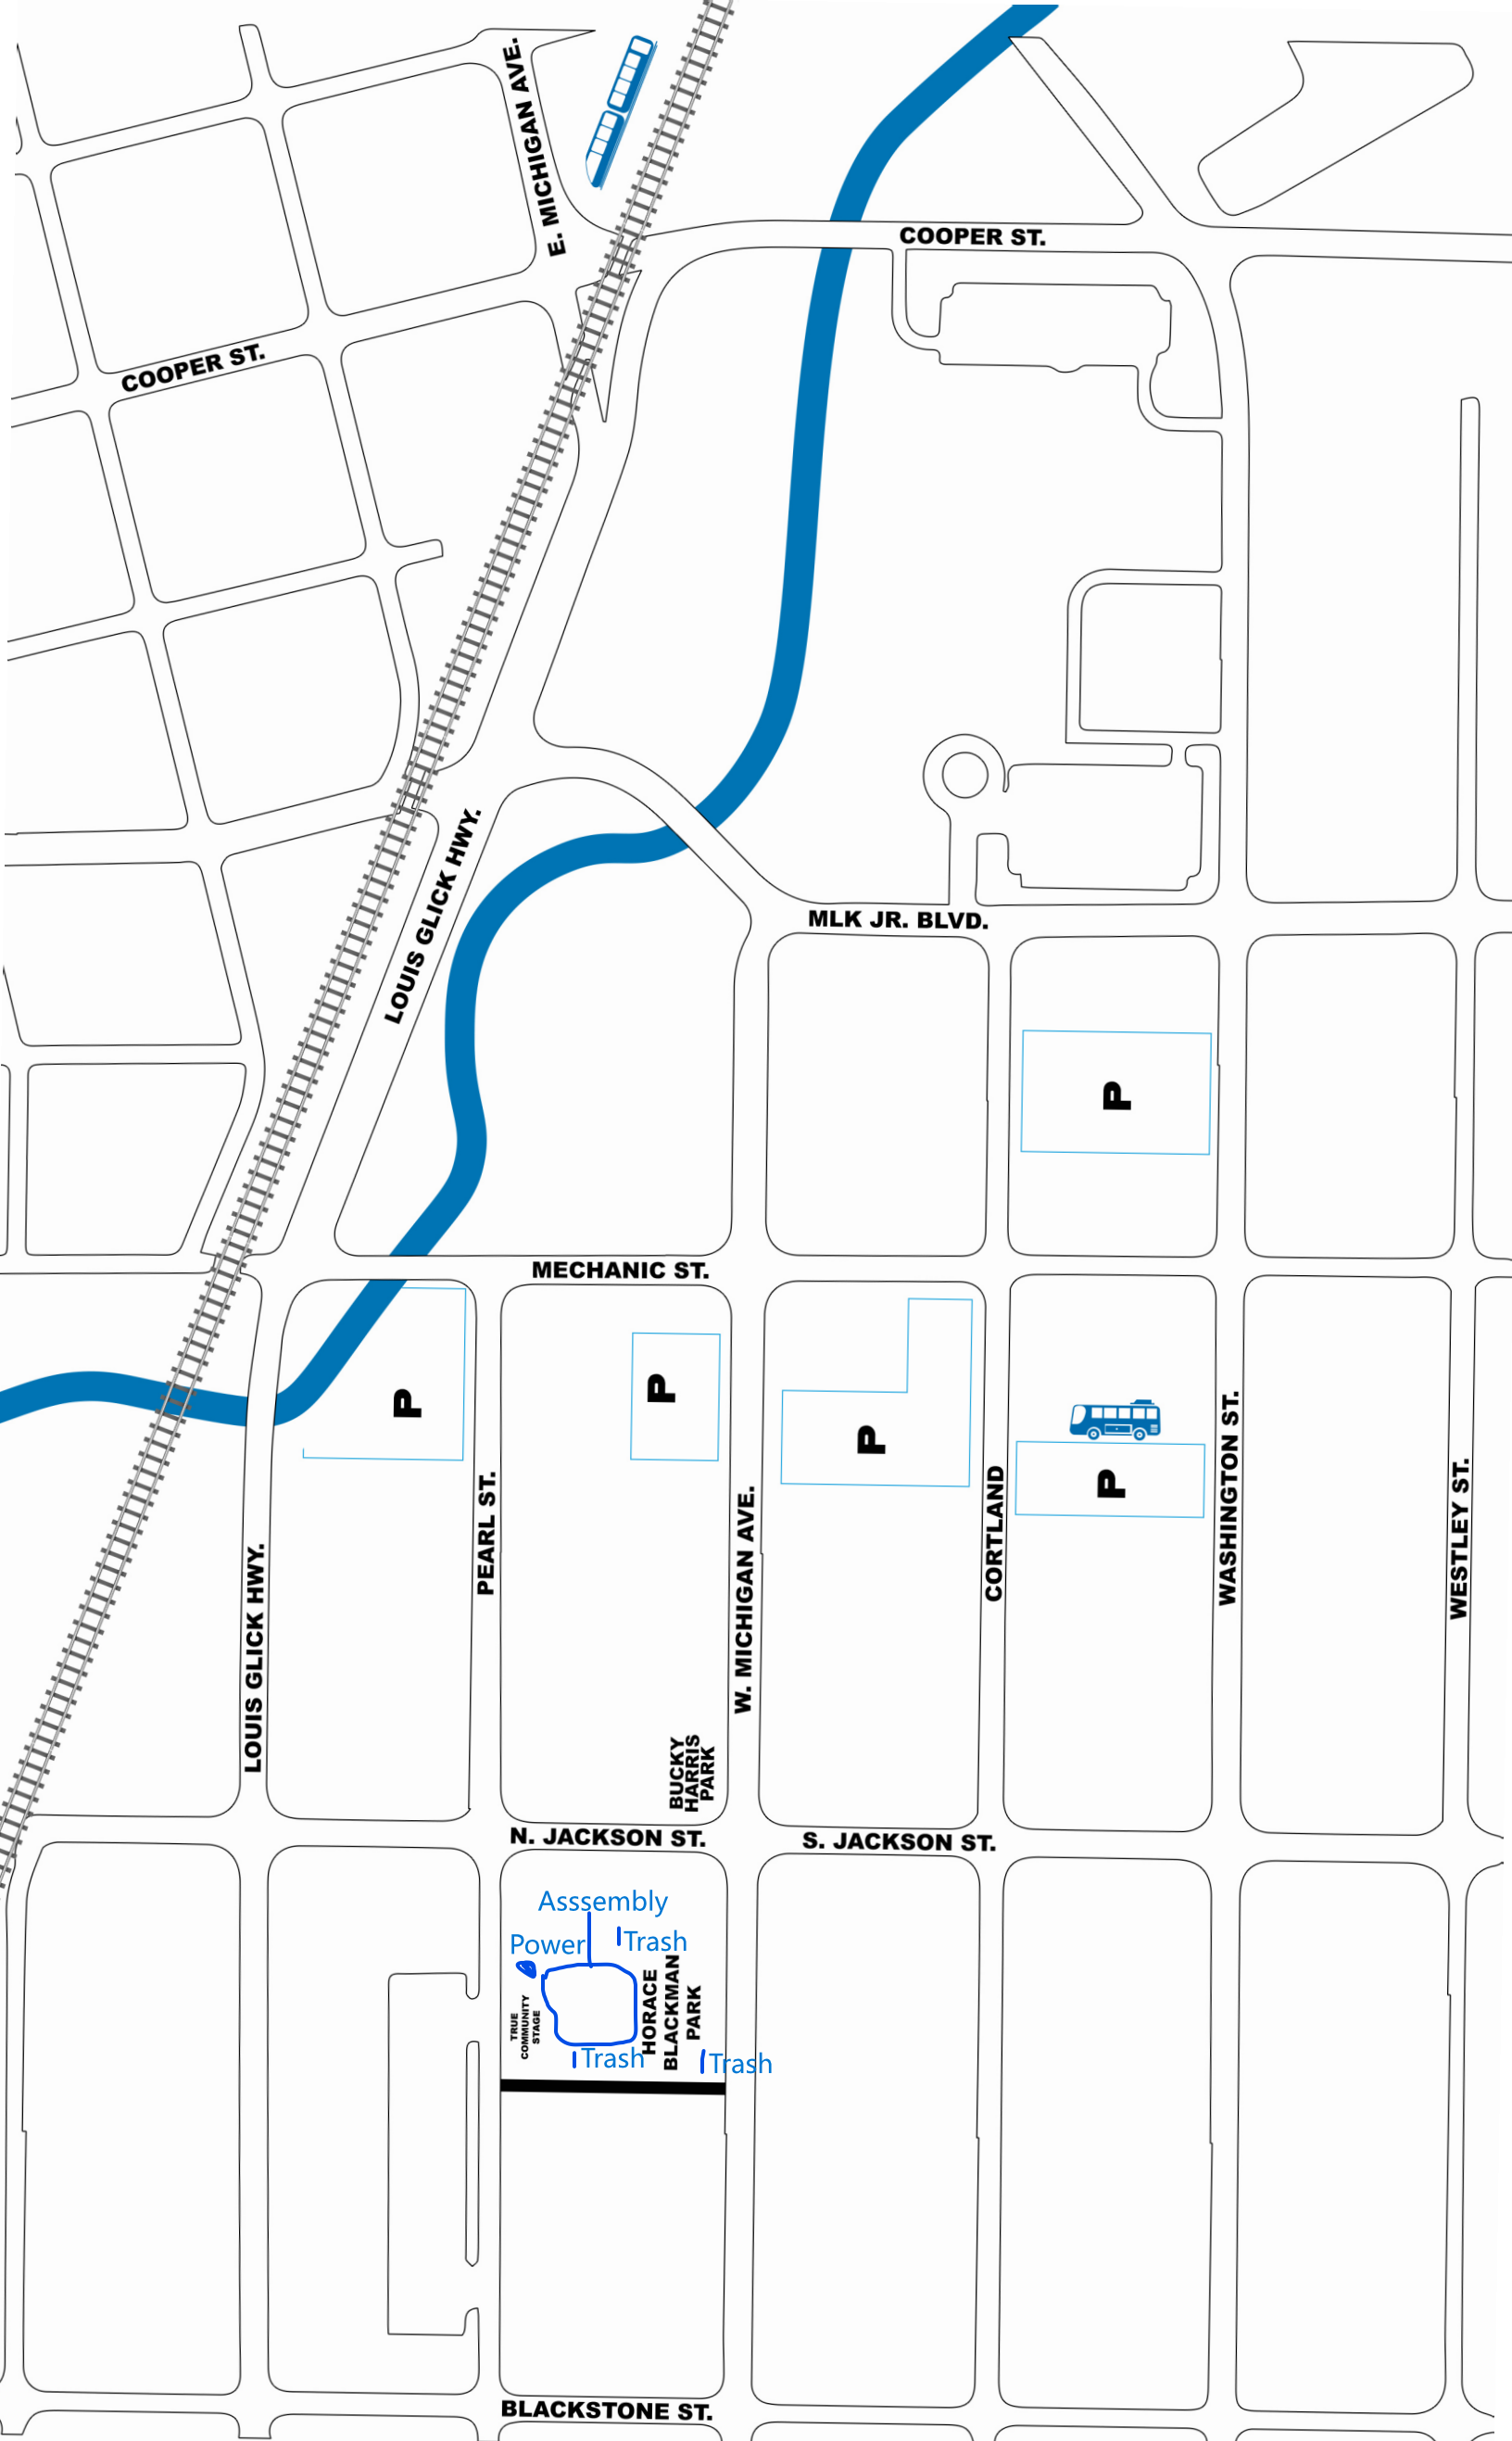 E. MICHIGAN AVE.
COOPER ST.
COOPER ST.
LOUIS GLICK HWY.
MLK JR. BLVD.
P
MECHANIC ST.
P
P
P
P
PEARL ST.
W. MICHIGAN AVE.
CORTLAND
WASHINGTON ST.
WESTLEY ST.
LOUIS GLICK HWY.
BUCKY
HARRIS
PARK
N. JACKSON ST.
S. JACKSON ST.
Asssembly
Power
Trash
TRUE
COMMUNITY
STAGE
HORACE
BLACKMAN
PARK
Trash
Trash
BLACKSTONE ST.